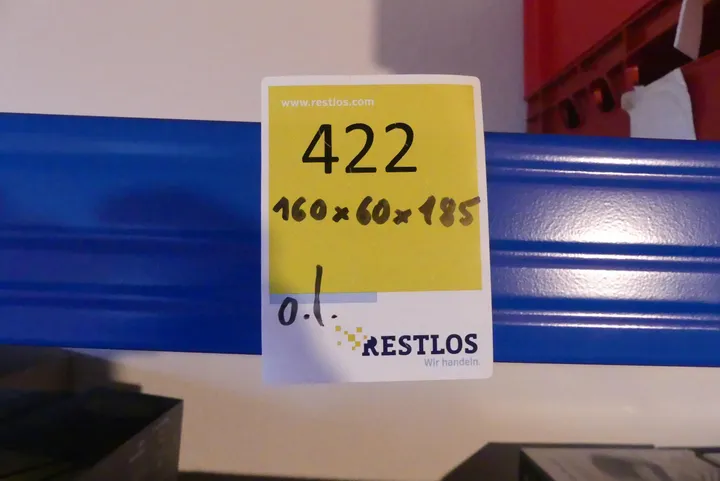 www.restlos.com
422
160x60x185
o.l.
RESTLOS
Wir handeln.